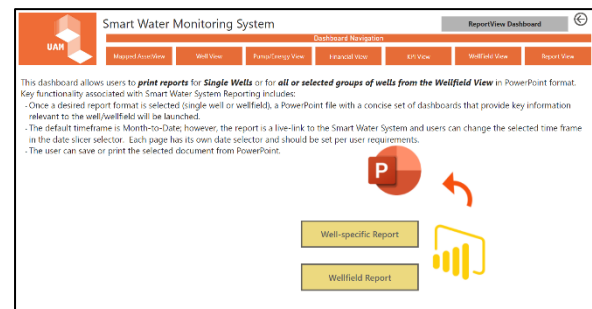 Smart Water Monitoring System
ReportView Dashboard
UAM
Dashboard Navigation
Mapped AssetView
Well View
Pump/Energy View
Financial View
KPI View
Wellfield View
Report View
This dashboard allows users to print reports for Single Wells or for all or selected groups of wells from the Wellfield View in PowerPoint format.
Key functionality associated with Smart Water System Reporting includes:
- Once a desired report format is selected (single well or wellfield), a PowerPoint file with a concise set of dashboards that provide key information
relevant to the well/wellfield will be launched.
- The default timeframe is Month-to-Date; however, the report is a live-link to the Smart Water System and users can change the selected time frame
in the date slicer selector. Each page has its own date selector and should be set per user requirements.
- The user can save or print the selected document from PowerPoint.
P
Well-specific Report
Wellfield Report